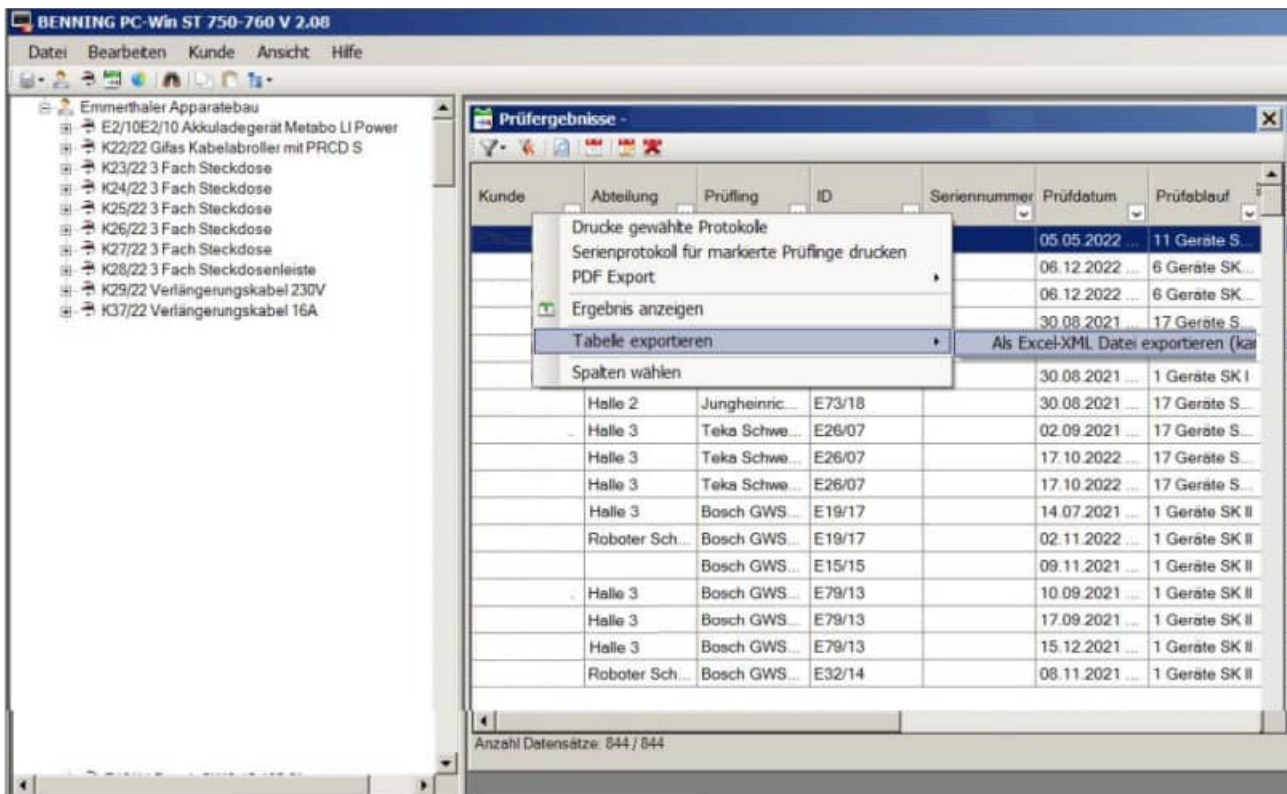 BENNING PC-Win ST 750-760 V 2.08
Datei Bearbeiten Kunde Ansicht Hilfe
Emmerthaler Apparatebau
E2/10E2/10 Akkuladegerät Metabo LI Power
K22/22 Gifas Kabelabroller mit PRCD S
K23/22 3 Fach Steckdose
K24/22 3 Fach Steckdose
K25/22 3 Fach Steckdose
K26/22 3 Fach Steckdose
K27/22 3 Fach Steckdose
K28/22 3 Fach Steckdosenleiste
K29/22 Verlängerungskabel 230V
K37/22 Verlängerungskabel 16A
Prüfergebnisse -
Kunde Abteilung Prüfling ID Seriennummer Prüfdatum Prüfablauf
Drucke gewählte Protokolle
Serienprotokoll für markierte Prüflinge drucken
PDF Export
Ergebnis anzeigen
Tabelle exportieren
Als Excel-XML Datei exportieren (kan
Spalten wählen
05.05.2022 ... 11 Geräte S...
06.12.2022 ... 6 Geräte SK...
06.12.2022 ... 6 Geräte SK...
30.08.2021 ... 17 Geräte S...
30.08.2021 ... 1 Geräte SK I
Halle 2 Jungheinric... E73/18 30.08.2021 ... 17 Geräte S...
Halle 3 Teka Schwe... E26/07 02.09.2021 ... 17 Geräte S...
Halle 3 Teka Schwe... E26/07 17.10.2022 ... 17 Geräte S...
Halle 3 Teka Schwe... E26/07 17.10.2022 ... 17 Geräte S...
Halle 3 Bosch GWS... E19/17 14.07.2021 ... 1 Geräte SK II
Roboter Sch... Bosch GWS... E19/17 02.11.2022 ... 1 Geräte SK II
Bosch GWS... E15/15 09.11.2021 ... 1 Geräte SK II
Halle 3 Bosch GWS... E79/13 10.09.2021 ... 1 Geräte SK II
Halle 3 Bosch GWS... E79/13 17.09.2021 ... 1 Geräte SK II
Halle 3 Bosch GWS... E79/13 15.12.2021 ... 1 Geräte SK II
Roboter Sch... Bosch GWS... E32/14 08.11.2021 ... 1 Geräte SK II
Anzahl Datensätze: 844 / 844